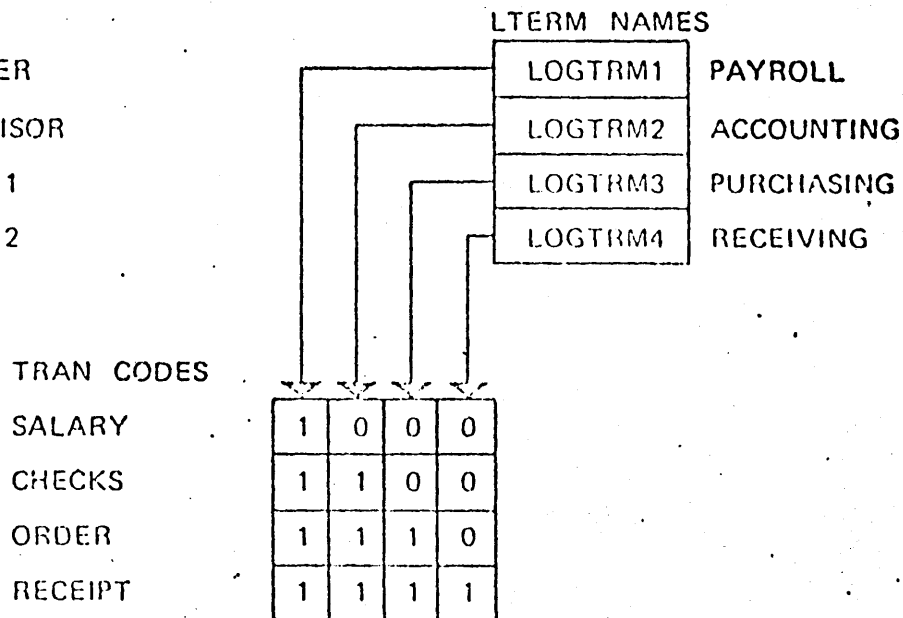 LTERM NAMES
ER
LOGTRM1 PAYROLL
ISOR
LOGTRM2 ACCOUNTING
1
LOGTRM3 PURCHASING
2
LOGTRM4 RECEIVING
TRAN CODES
SALARY 1 0 0 0
CHECKS 1 1 0 0
ORDER 1 1 1 0
RECEIPT 1 1 1 1